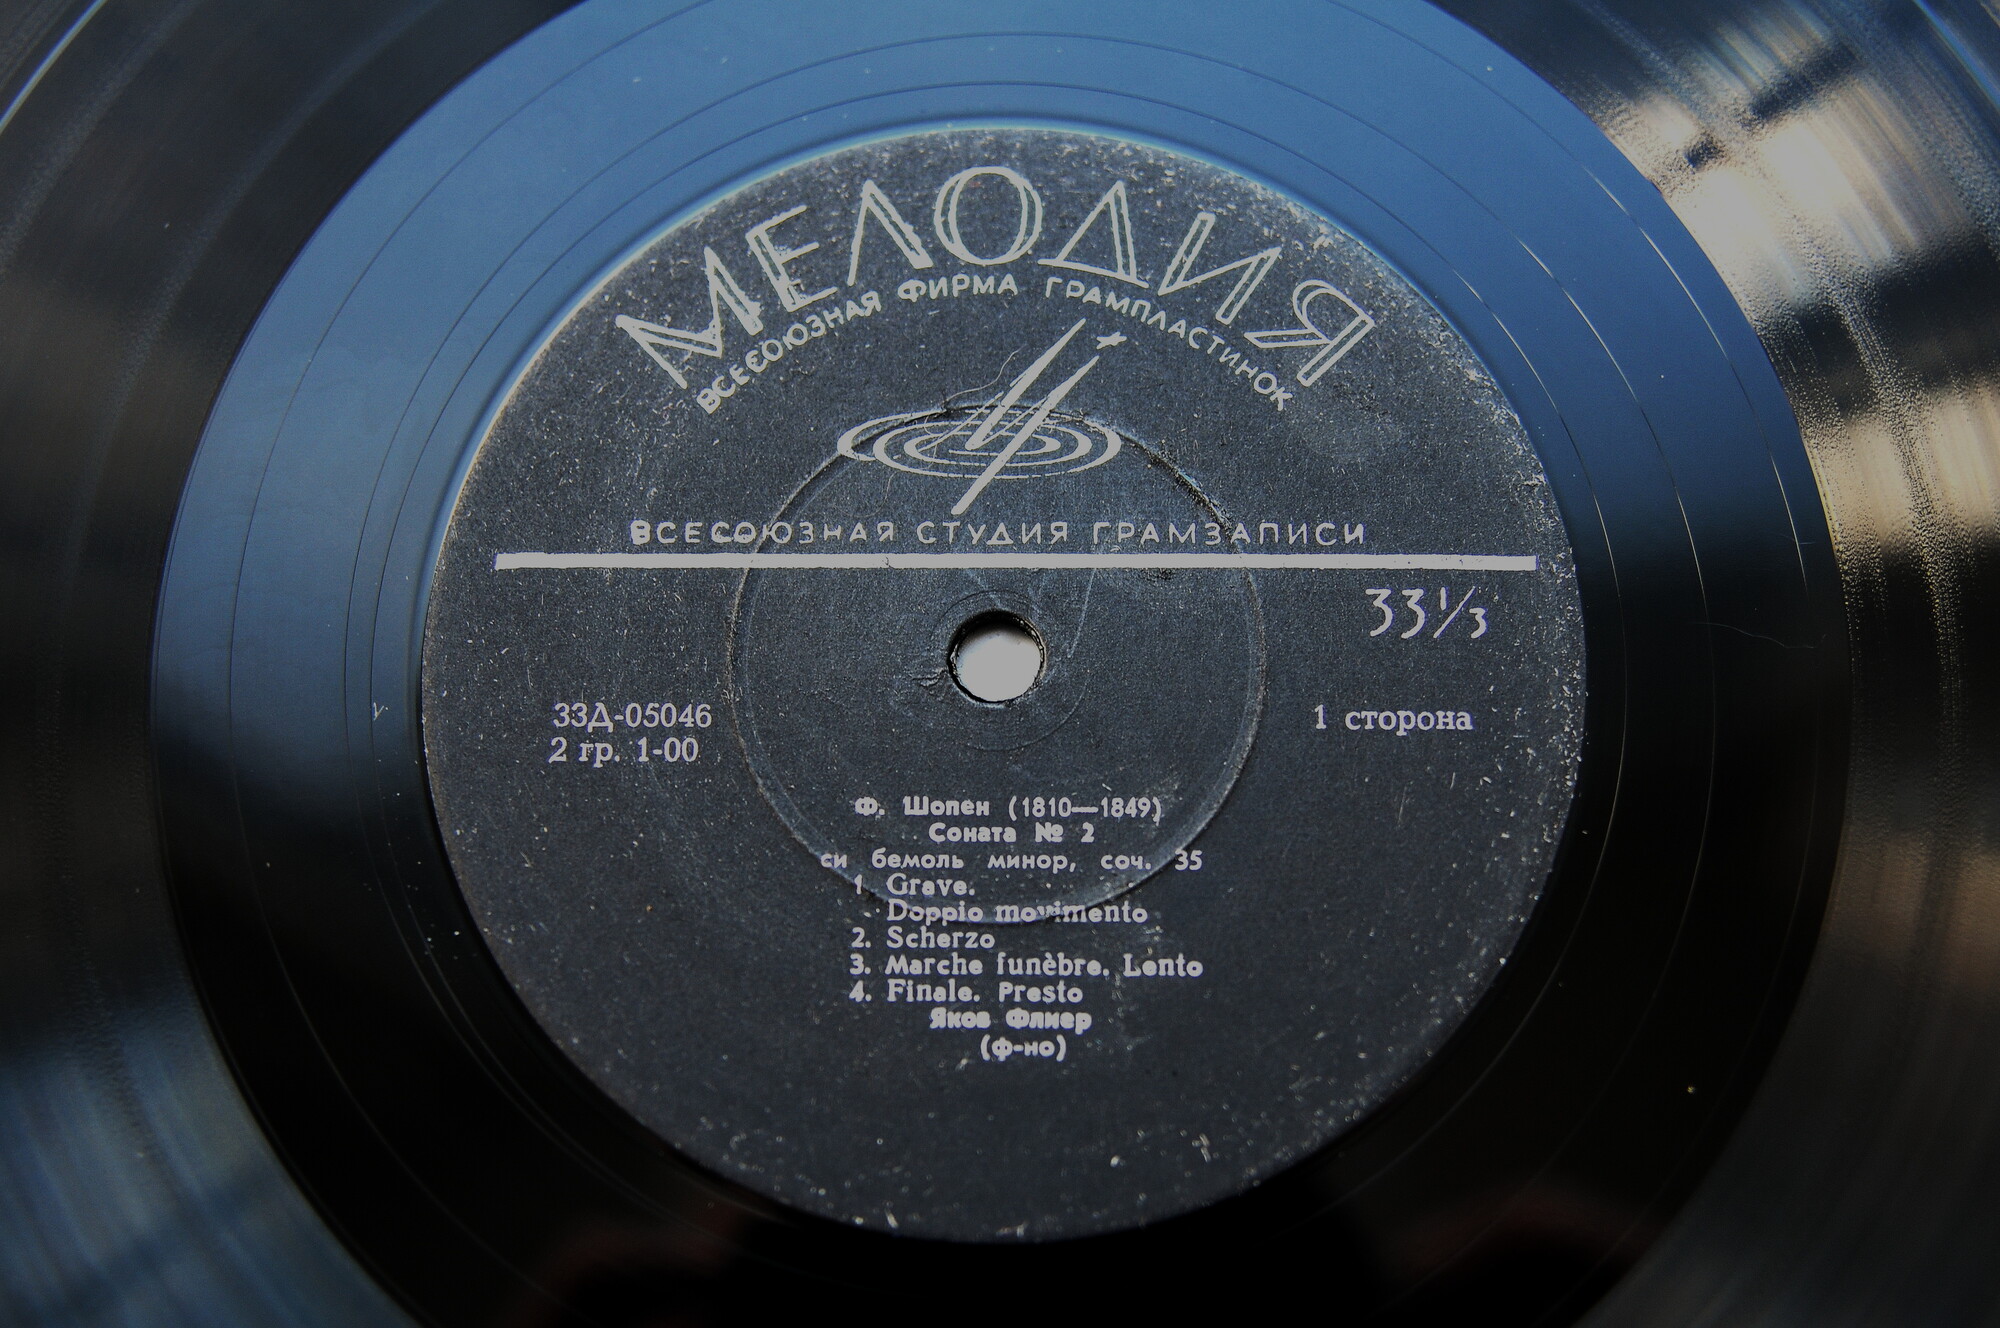 МЕЛОДИЯ
ВСЕСОЮЗНАЯ ФИРМА ГРАМПЛАСТИНОК
ВСЕСОЮЗНАЯ СТУДИЯ ГРАМЗАПИСИ
33⅓
33Д-05046
2 гр. 1-00
1 сторона
Ф. Шопен (1810—1849)
Соната № 2
си бемоль минор, соч. 35
1 Grave.
Doppio movimento
2. Scherzo
3. Marche funèbre. Lento
4. Finale. Presto
Яков Флиер
(ф-но)